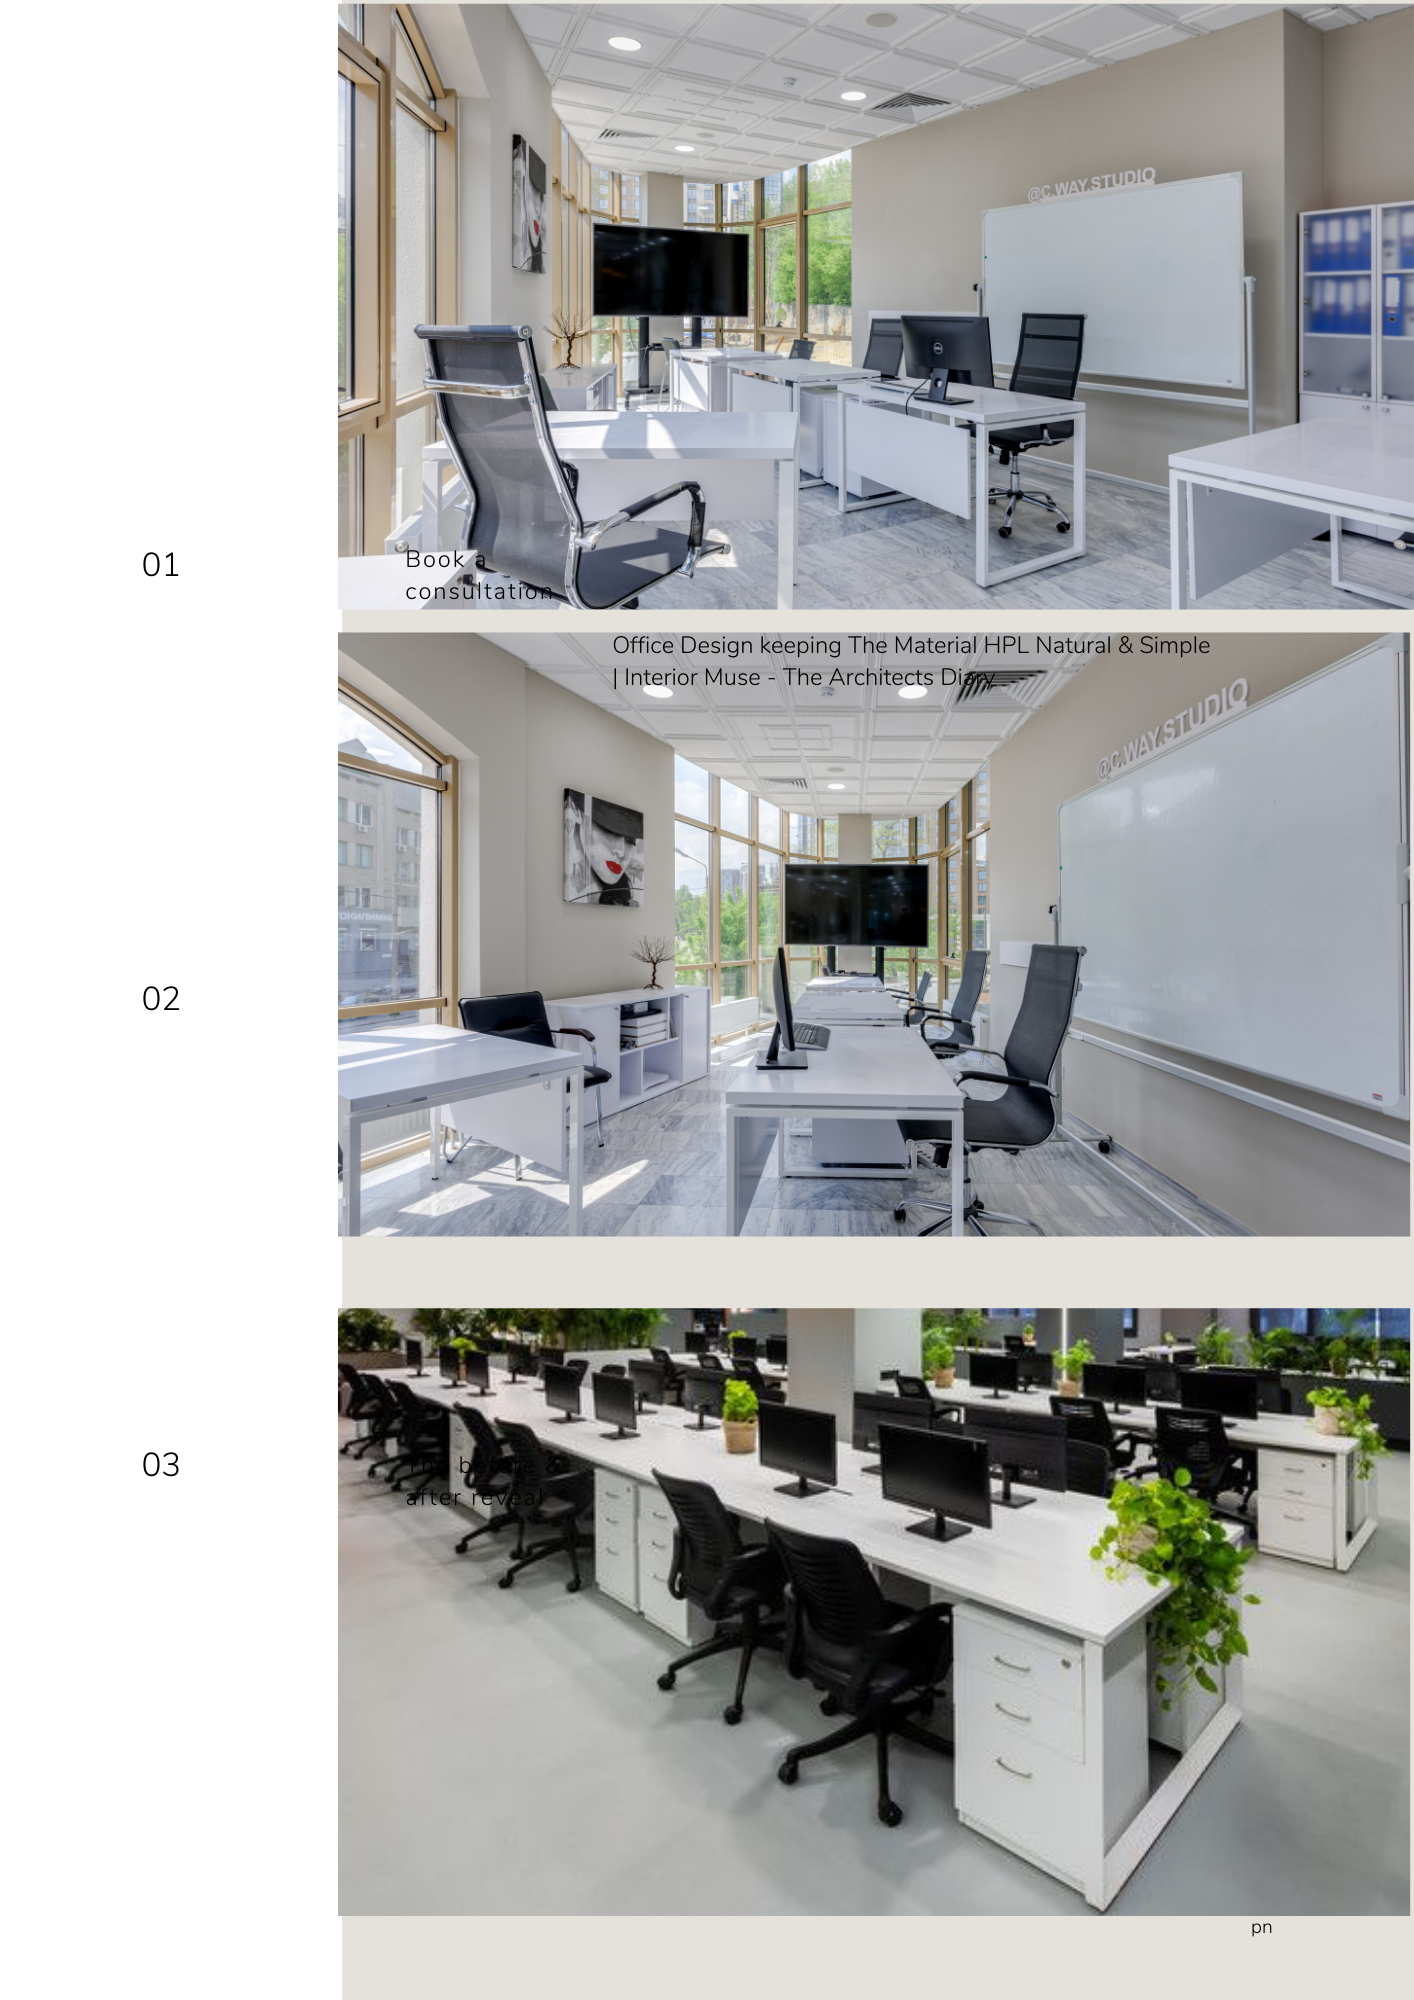 @C.WAY.STUDIO
01
Book a
consultation
Office Design keeping The Material HPL Natural & Simple
| Interior Muse - The Architects Diary
@C.WAY.STUDIO
02
03
The before &
after reveal
pn